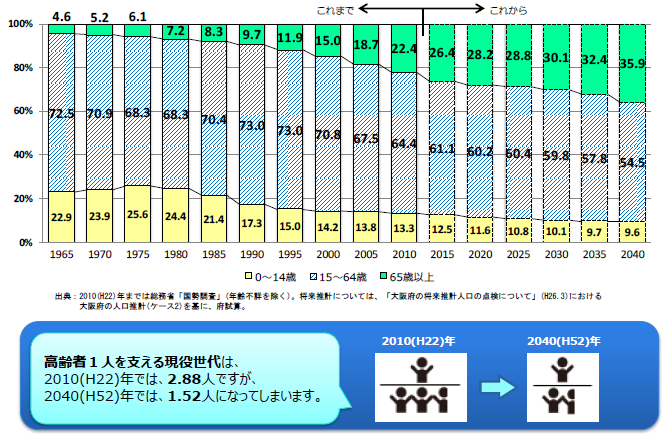 これまで これから
4.6 5.2 6.1 7.2 8.3 9.7 11.9 15.0 18.7 22.4 26.4 28.2 28.8 30.1 32.4 35.9
72.5 70.9 68.3 68.3 70.4 73.0 73.0 70.8 67.5 64.4 61.1 60.2 60.4 59.8 57.8 54.5
22.9 23.9 25.6 24.4 21.4 17.3 15.0 14.2 13.8 13.3 12.5 11.6 10.8 10.1 9.7 9.6
100%
80%
60%
40%
20%
0%
1965 1970 1975 1980 1985 1990 1995 2000 2005 2010 2015 2020 2025 2030 2035 2040
0～14歳 15～64歳 65歳以上
出典：2010(H22)年までは総務省「国勢調査」(年齢不詳を除く)。将来推計については、「大阪府の将来推計人口の点検について」(H26.3)における
大阪府の人口推計(ケース2)を基に、府試算。
高齢者１人を支える現役世代は、
2010(H22)年では、2.88人ですが、
2040(H52)年では、1.52人になってしまいます。
2010(H22)年
2040(H52)年